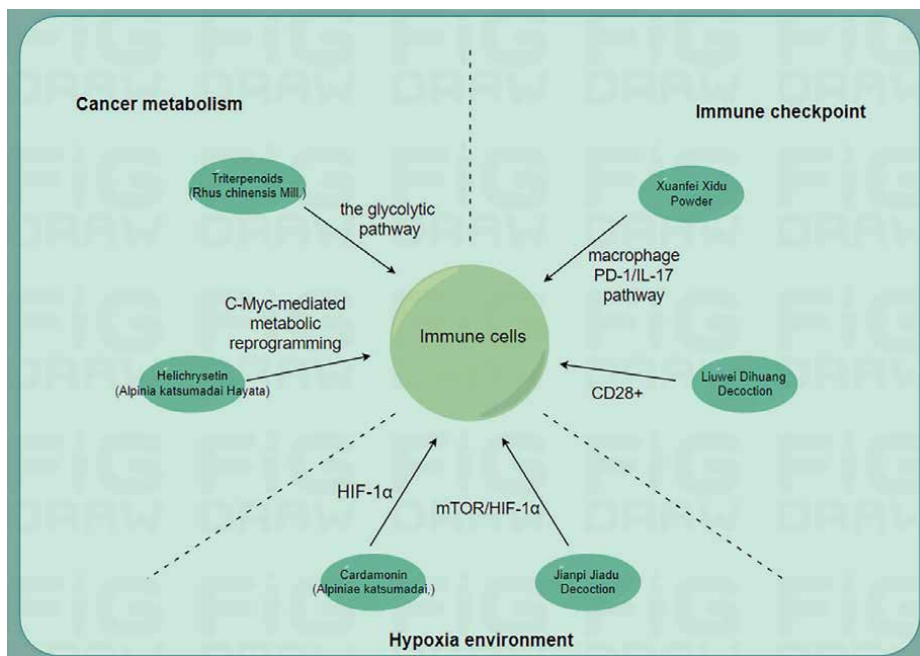 Cancer metabolism
Immune checkpoint
Triterpenoids
(Rhus chinensis Mill.)
the glycolytic
pathway
Xuanfei Xidu
Powder
macrophage
PD-1/IL-17
pathway
C-Myc-mediated
metabolic
reprogramming
Immune cells
Helichrysetin
(Alpinia katsumadai Hayata)
Liuwei Dihuang
Decoction
CD28+
HIF-1α
mTOR/HIF-1α
Cardamonin
(Alpiniae katsumadai,)
Jianpi Jiadu
Decoction
Hypoxia environment
FiG
DRAW